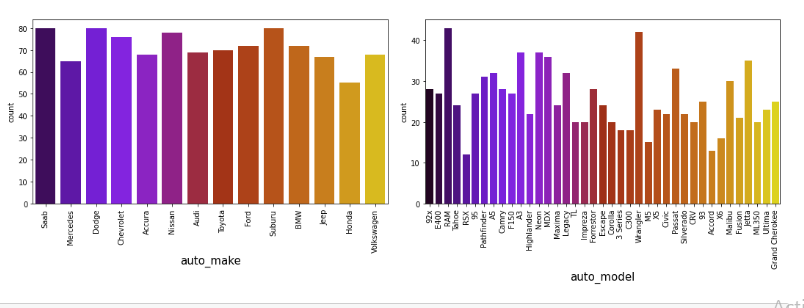 80
70
60
50
40
30
20
10
0
count
Saab
Mercedes
Dodge
Chevrolet
Accura
Nissan
Audi
Toyota
Ford
Suburu
BMW
Jeep
Honda
Volkswagen
auto_make
40
30
20
10
0
count
92x
E400
RAM
Tahoe
RSX
95
Pathfinder
A5
Camry
F150
A3
Highlander
Neon
MDX
Maxima
Legacy
TL
Impreza
Forrestor
Escape
Corolla
3 Series
C300
Wrangler
M5
X5
Civic
Passat
Silverado
CRV
93
Accord
X6
Malibu
Fusion
Jetta
ML350
Ultima
Grand Cherokee
auto_model